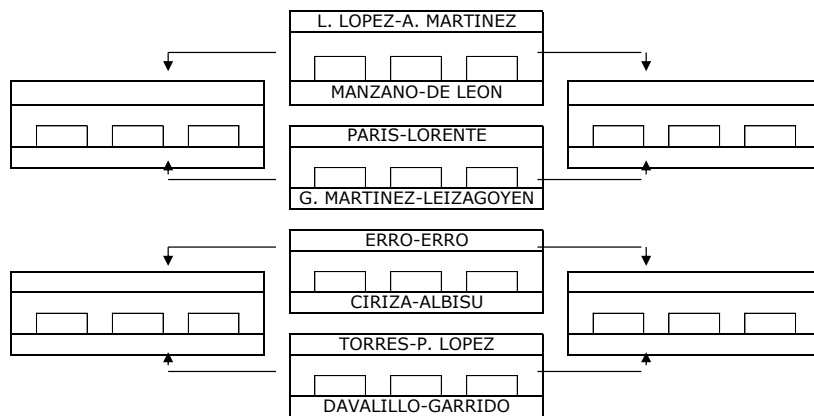 L. LOPEZ-A. MARTINEZ
MANZANO-DE LEON
PARIS-LORENTE
G. MARTINEZ-LEIZAGOYEN
ERRO-ERRO
CIRIZA-ALBISU
TORRES-P. LOPEZ
DAVALILLO-GARRIDO